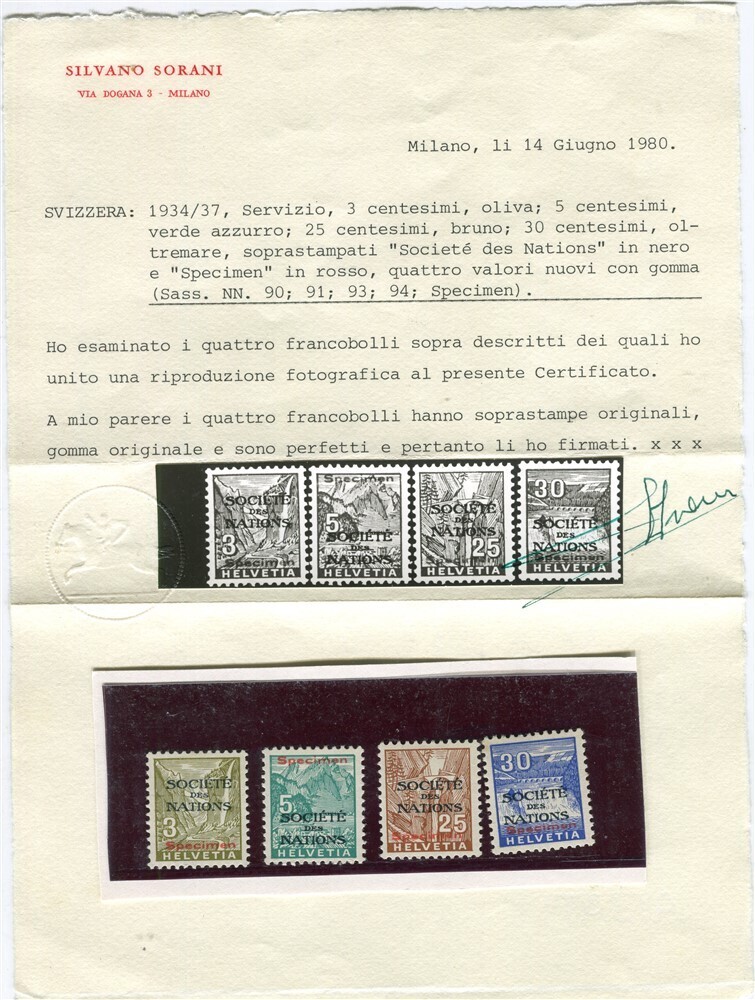 SILVANO SORANI
VIA DOGANA 3 - MILANO
Milano, li 14 Giugno 1980.
SVIZZERA: 1934/37, Servizio, 3 centesimi, oliva; 5 centesimi,
verde azzurro; 25 centesimi, bruno; 30 centesimi, ol-
tremare, soprastampati "Societé des Nations" in nero
e "Specimen" in rosso, quattro valori nuovi con gomma
(Sass. NN. 90; 91; 93; 94; Specimen).
Ho esaminato i quattro francobolli sopra descritti dei quali ho
unito una riproduzione fotografica al presente Certificato.
A mio parere i quattro francobolli hanno soprastampe originali,
gomma originale e sono perfetti e pertanto li ho firmati. x x x
SOCIÉTÉ
DES
NATIONS
3
Specimen
HELVETIA
Specimen
5
SOCIÉTÉ
DES
NATIONS
HELVETIA
SOCIÉTÉ
DES
NATIONS
25
HELVETIA
30
SOCIÉTÉ
DES
NATIONS
Specimen
HELVETIA
SOCIÉTÉ
DES
NATIONS
3
Specimen
HELVETIA
Specimen
5
SOCIÉTÉ
DES
NATIONS
HELVETIA
SOCIÉTÉ
DES
NATIONS
Specimen
25
HELVETIA
30
SOCIÉTÉ
DES
NATIONS
Specimen
HELVETIA